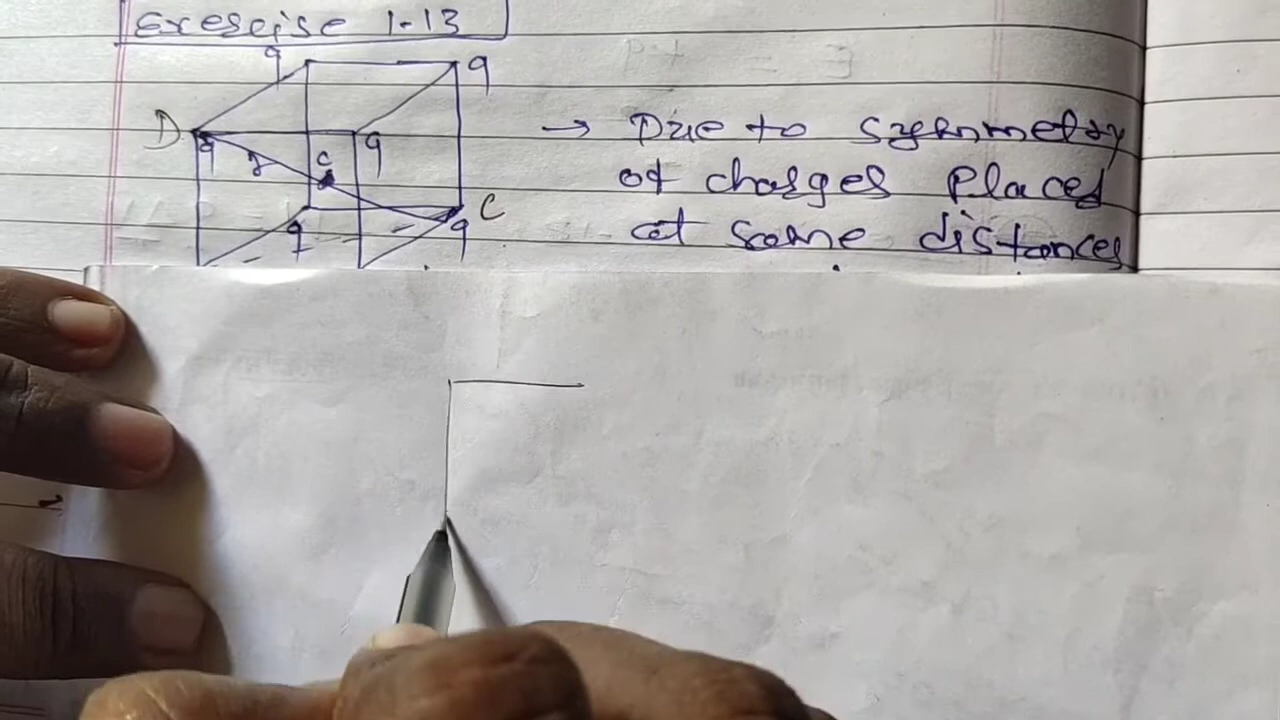 Exercise 1.13
q
q
D
q
q
C
q
q
→ Due to symmetry
of charges placed
at same distances